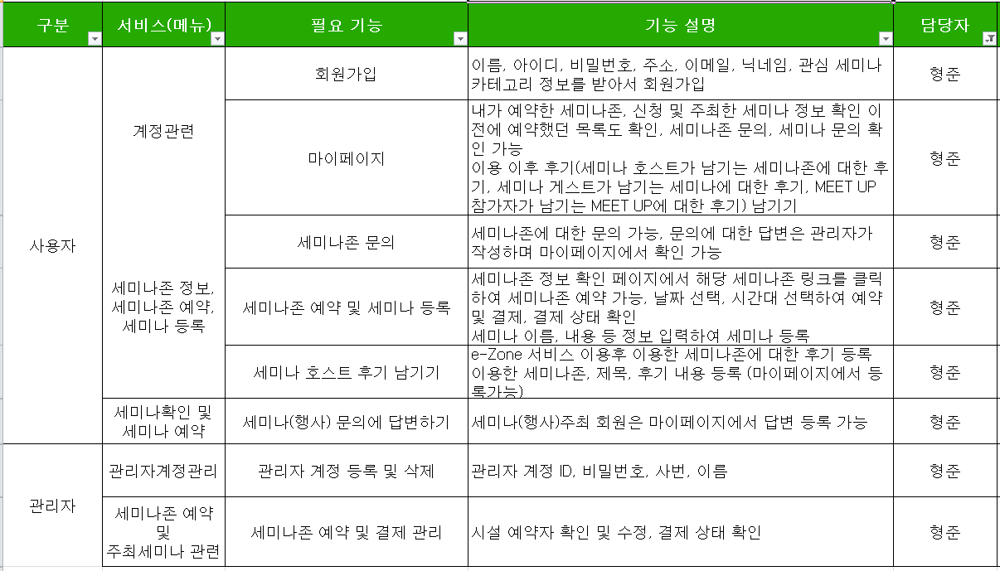 구분 서비스(메뉴) 필요 기능 기능 설명 담당자
사용자
계정관련
회원가입
이름, 아이디, 비밀번호, 주소, 이메일, 닉네임, 관심 세미나
카테고리 정보를 받아서 회원가입
형준
마이페이지
내가 예약한 세미나존, 신청 및 주최한 세미나 정보 확인 이
전에 예약했던 목록도 확인, 세미나존 문의, 세미나 문의 확
인 가능
이용 이후 후기(세미나 호스트가 남기는 세미나존에 대한 후
기, 세미나 게스트가 남기는 세미나에 대한 후기, MEET UP
참가자가 남기는 MEET UP에 대한 후기) 남기기
형준
세미나존 정보,
세미나존 예약,
세미나 등록
세미나존 문의
세미나존에 대한 문의 가능, 문의에 대한 답변은 관리자가
작성하며 마이페이지에서 확인 가능
형준
세미나존 예약 및 세미나 등록
세미나존 정보 확인 페이지에서 해당 세미나존 링크를 클릭
하여 세미나존 예약 가능, 날짜 선택, 시간대 선택하여 예약
및 결제, 결제 상태 확인
세미나 이름, 내용 등 정보 입력하여 세미나 등록
형준
세미나 호스트 후기 남기기
e-Zone 서비스 이용후 이용한 세미나존에 대한 후기 등록
이용한 세미나존, 제목, 후기 내용 등록 (마이페이지에서 등
록가능)
형준
세미나확인 및
세미나 예약
세미나(행사) 문의에 답변하기
세미나(행사)주최 회원은 마이페이지에서 답변 등록 가능
형준
관리자
관리자계정관리
관리자 계정 등록 및 삭제
관리자 계정 ID, 비밀번호, 사번, 이름
형준
세미나존 예약
및
주최세미나 관련
세미나존 예약 및 결제 관리
시설 예약자 확인 및 수정, 결제 상태 확인
형준